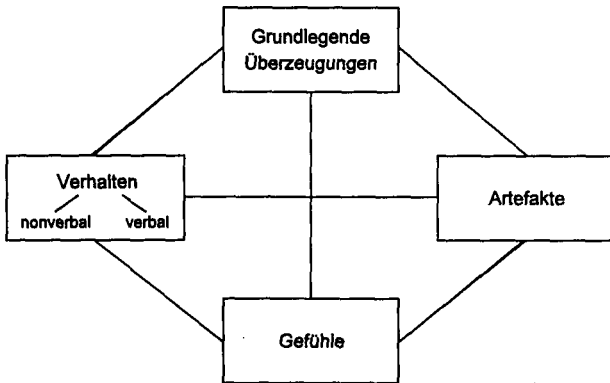 Grundlegende
Überzeugungen
Verhalten
nonverbal verbal
Artefakte
Gefühle